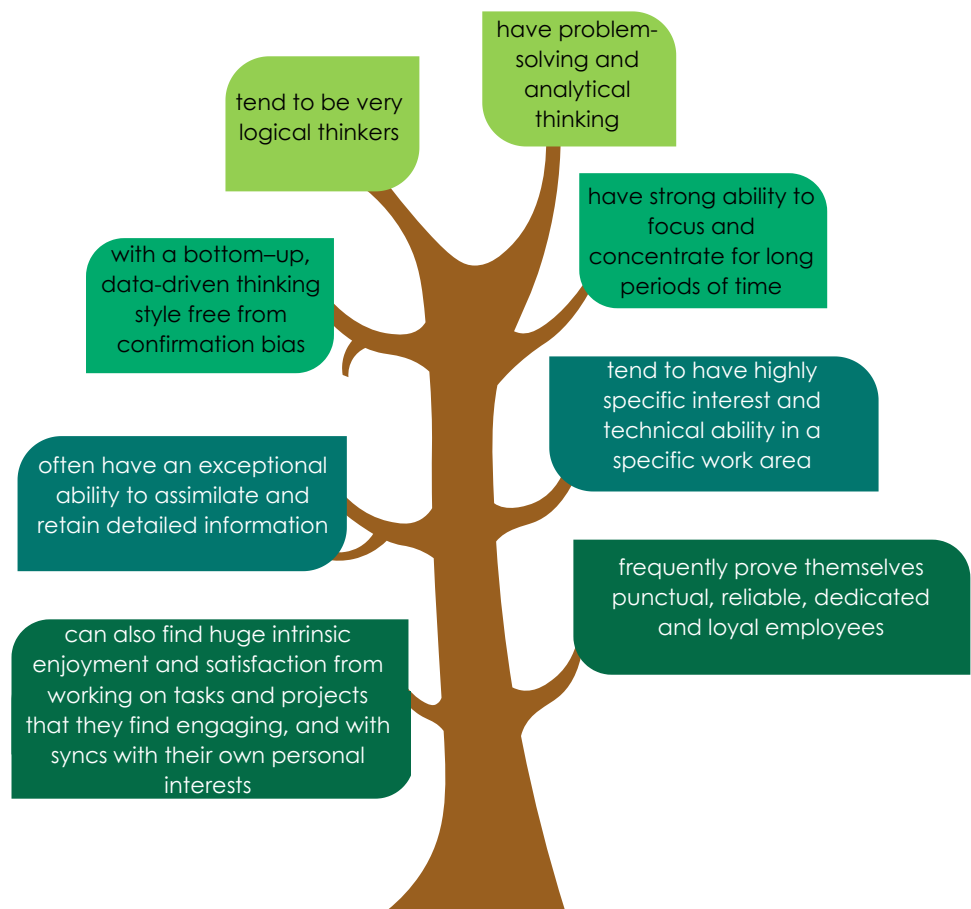 tend to be very
logical thinkers
have problem-
solving and
analytical
thinking
with a bottom–up,
data-driven thinking
style free from
confirmation bias
have strong ability to
focus and
concentrate for long
periods of time
often have an exceptional
ability to assimilate and
retain detailed information
tend to have highly
specific interest and
technical ability in a
specific work area
can also find huge intrinsic
enjoyment and satisfaction from
working on tasks and projects
that they find engaging, and with
syncs with their own personal
interests
frequently prove themselves
punctual, reliable, dedicated
and loyal employees